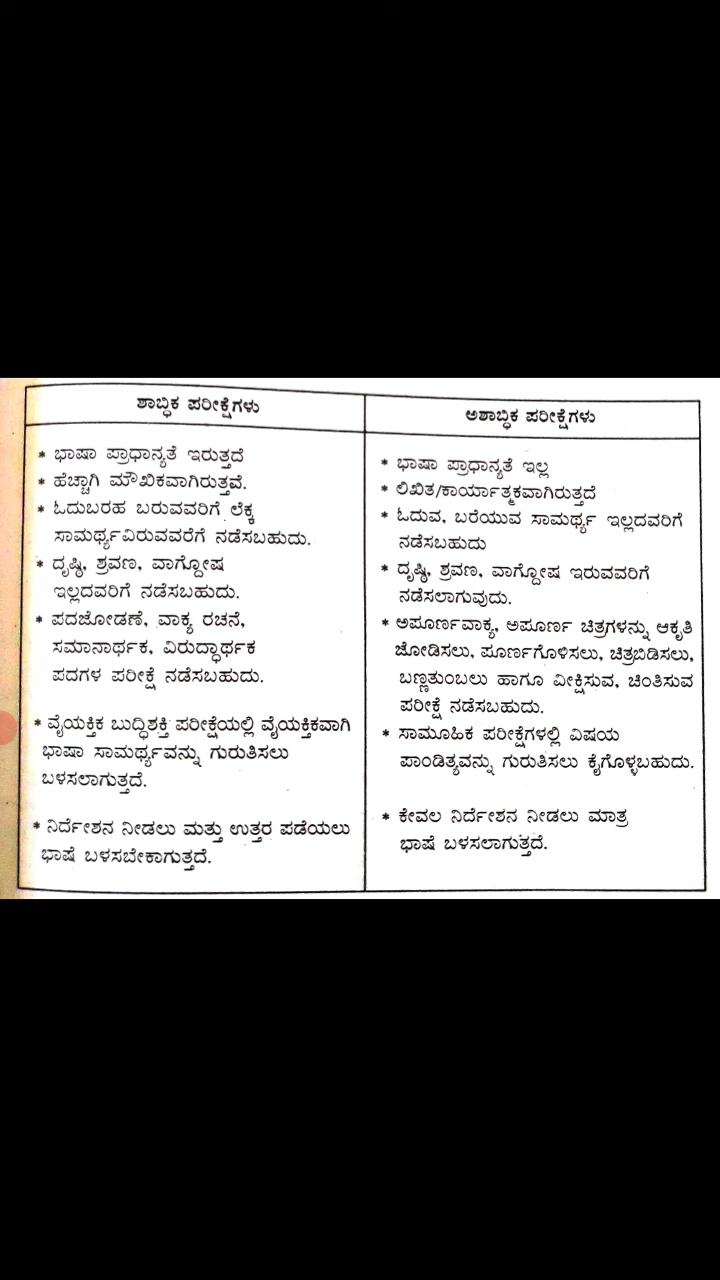 ಶಾಬ್ಧಿಕ ಪರೀಕ್ಷೆಗಳು
* ಭಾಷಾ ಪ್ರಾಧಾನ್ಯತೆ ಇರುತ್ತದೆ
* ಹೆಚ್ಚಾಗಿ ಮೌಖಿಕವಾಗಿರುತ್ತವೆ.
* ಓದುಬರಹ ಬರುವವರಿಗೆ ಲೆಕ್ಕ
ಸಾಮರ್ಥ್ಯವಿರುವವರೆಗೆ ನಡೆಸಬಹುದು.
* ದೃಷ್ಠಿ, ಶ್ರವಣ, ವಾಗ್ದೋಷ
ಇಲ್ಲದವರಿಗೆ ನಡೆಸಬಹುದು.
* ಪದಜೋಡಣೆ, ವಾಕ್ಯ ರಚನೆ,
ಸಮಾನಾರ್ಥಕ, ವಿರುದ್ಧಾರ್ಥಕ
ಪದಗಳ ಪರೀಕ್ಷೆ ನಡೆಸಬಹುದು.
* ವೈಯಕ್ತಿಕ ಬುದ್ಧಿಶಕ್ತಿ ಪರೀಕ್ಷೆಯಲ್ಲಿ ವೈಯಕ್ತಿಕವಾಗಿ
ಭಾಷಾ ಸಾಮರ್ಥ್ಯವನ್ನು ಗುರುತಿಸಲು
ಬಳಸಲಾಗುತ್ತದೆ.
* ನಿರ್ದೇಶನ ನೀಡಲು ಮತ್ತು ಉತ್ತರ ಪಡೆಯಲು
ಭಾಷೆ ಬಳಸಬೇಕಾಗುತ್ತದೆ.
ಅಶಾಬ್ಧಿಕ ಪರೀಕ್ಷೆಗಳು
* ಭಾಷಾ ಪ್ರಾಧಾನ್ಯತೆ ಇಲ್ಲ
* ಲಿಖಿತ/ಕಾರ್ಯಾತ್ಮಕವಾಗಿರುತ್ತದೆ
* ಓದುವ, ಬರೆಯುವ ಸಾಮರ್ಥ್ಯ ಇಲ್ಲದವರಿಗೆ
ನಡೆಸಬಹುದು
* ದೃಷ್ಠಿ, ಶ್ರವಣ, ವಾಗ್ದೋಷ ಇರುವವರಿಗೆ
ನಡೆಸಲಾಗುವುದು.
* ಅಪೂರ್ಣವಾಕ್ಯ, ಅಪೂರ್ಣ ಚಿತ್ರಗಳನ್ನು ಆಕೃತಿ
ಜೋಡಿಸಲು, ಪೂರ್ಣಗೊಳಿಸಲು, ಚಿತ್ರಬಿಡಿಸಲು,
ಬಣ್ಣತುಂಬಲು ಹಾಗೂ ವೀಕ್ಷಿಸುವ, ಚಿಂತಿಸುವ
ಪರೀಕ್ಷೆ ನಡೆಸಬಹುದು.
* ಸಾಮೂಹಿಕ ಪರೀಕ್ಷೆಗಳಲ್ಲಿ ವಿಷಯ
ಪಾಂಡಿತ್ಯವನ್ನು ಗುರುತಿಸಲು ಕೈಗೊಳ್ಳಬಹುದು.
* ಕೇವಲ ನಿರ್ದೇಶನ ನೀಡಲು ಮಾತ್ರ
ಭಾಷೆ ಬಳಸಲಾಗುತ್ತದೆ.